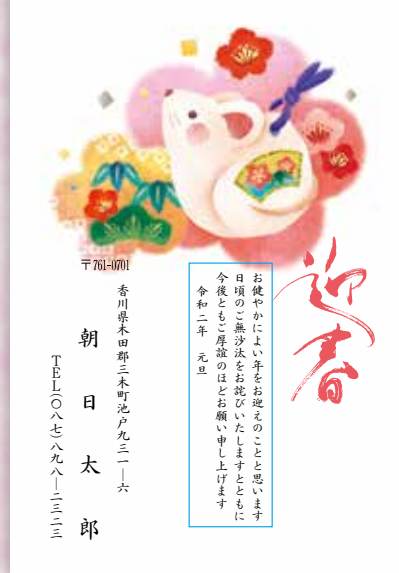 迎春
お健やかによい年をお迎えのことと思います
日頃のご無沙汰をお詫びいたしますとともに
今後ともご厚誼のほどお願い申し上げます
令和二年　元旦
〒761-0701
香川県木田郡三木町池戸九三一―六
朝日太郎
TEL(〇八七)八九八―二三二三